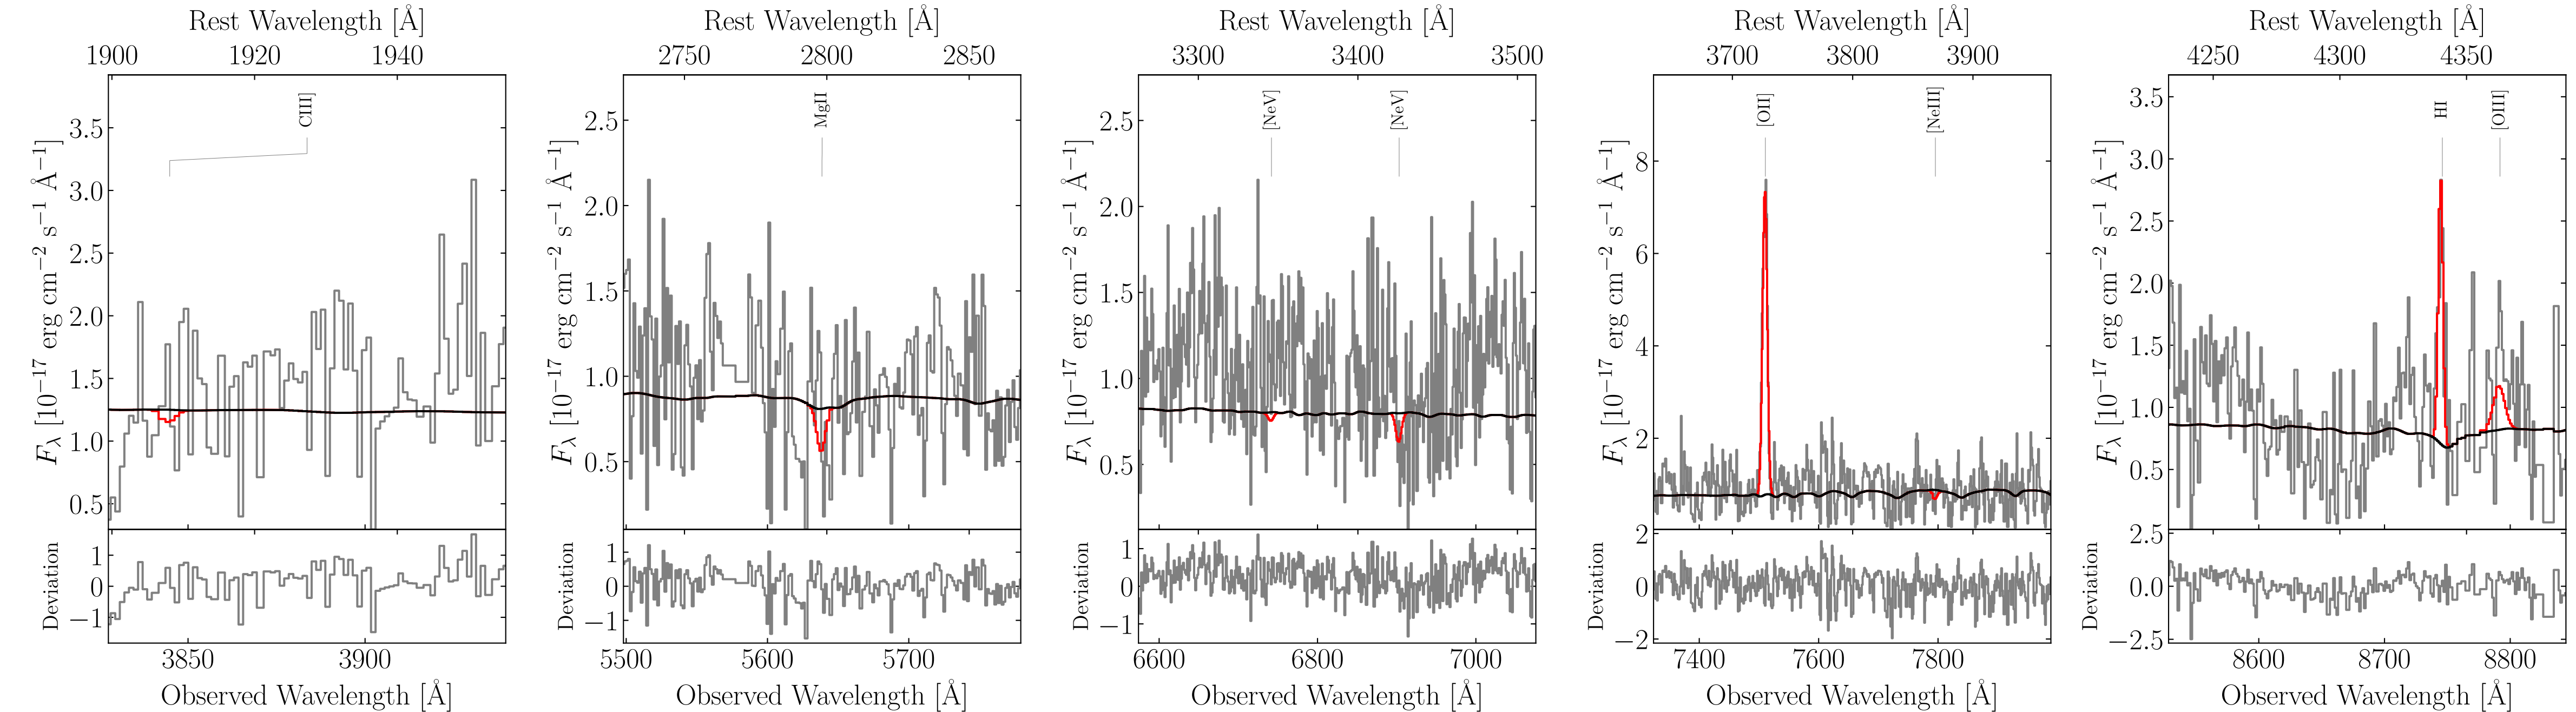 Rest Wavelength [Å]
1900 1920 1940
CIII]
3.5
3.0
2.5
2.0
1.5
1.0
0.5
Fλ [10−17 erg cm−2 s−1 Å−1]
1
0
−1
Deviation
3850 3900
Observed Wavelength [Å]
Rest Wavelength [Å]
2750 2800 2850
MgII
2.5
2.0
1.5
1.0
0.5
Fλ [10−17 erg cm−2 s−1 Å−1]
1
0
−1
Deviation
5500 5600 5700
Observed Wavelength [Å]
Rest Wavelength [Å]
3300 3400 3500
[NeV] [NeV]
2.5
2.0
1.5
1.0
0.5
Fλ [10−17 erg cm−2 s−1 Å−1]
1
0
−1
Deviation
6600 6800 7000
Observed Wavelength [Å]
Rest Wavelength [Å]
3700 3800 3900
[OII] [NeIII]
8
6
4
2
Fλ [10−17 erg cm−2 s−1 Å−1]
2
0
−2
Deviation
7400 7600 7800
Observed Wavelength [Å]
Rest Wavelength [Å]
4250 4300 4350
HI [OIII]
3.5
3.0
2.5
2.0
1.5
1.0
0.5
Fλ [10−17 erg cm−2 s−1 Å−1]
2.5
0.0
−2.5
Deviation
8600 8700 8800
Observed Wavelength [Å]